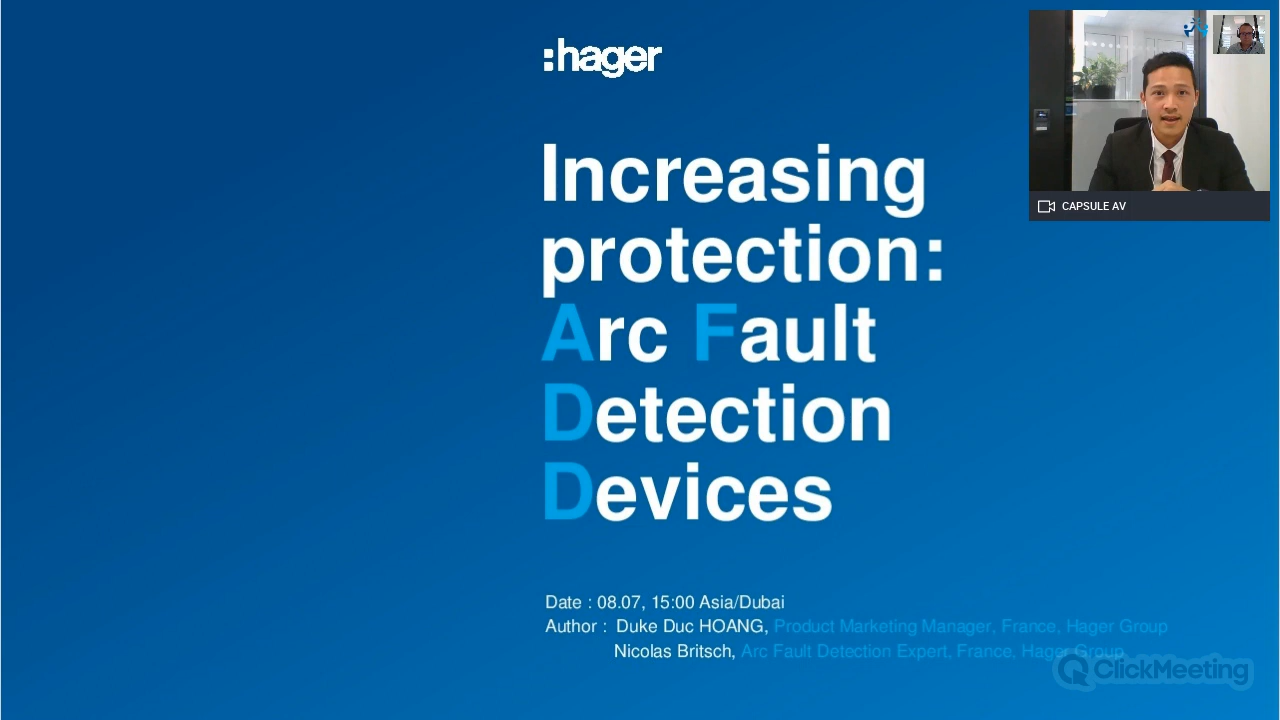 :hager
CAPSULE AV
Increasing
protection:
Arc Fault
Detection
Devices
Date : 08.07, 15:00 Asia/Dubai
Author : Duke Duc HOANG, Product Marketing Manager, France, Hager Group
Nicolas Britsch, Arc Fault Detection Expert, France, Hager Group
ClickMeeting